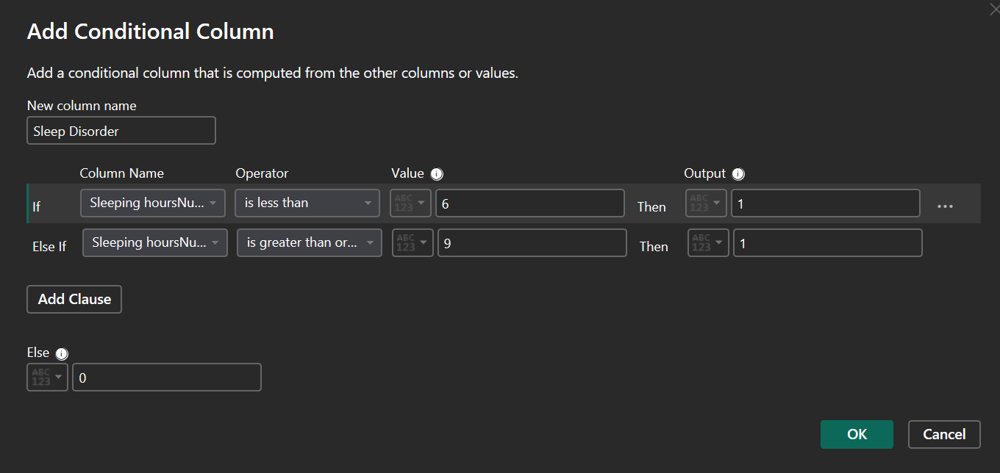 Add Conditional Column
Add a conditional column that is computed from the other columns or values.
New column name
Sleep Disorder
Column Name Operator Value Output
If Sleeping hoursNu... is less than ABC 123 6 Then ABC 123 1 ...
Else If Sleeping hoursNu... is greater than or... ABC 123 9 Then ABC 123 1
Add Clause
Else
ABC 123 0
OK Cancel